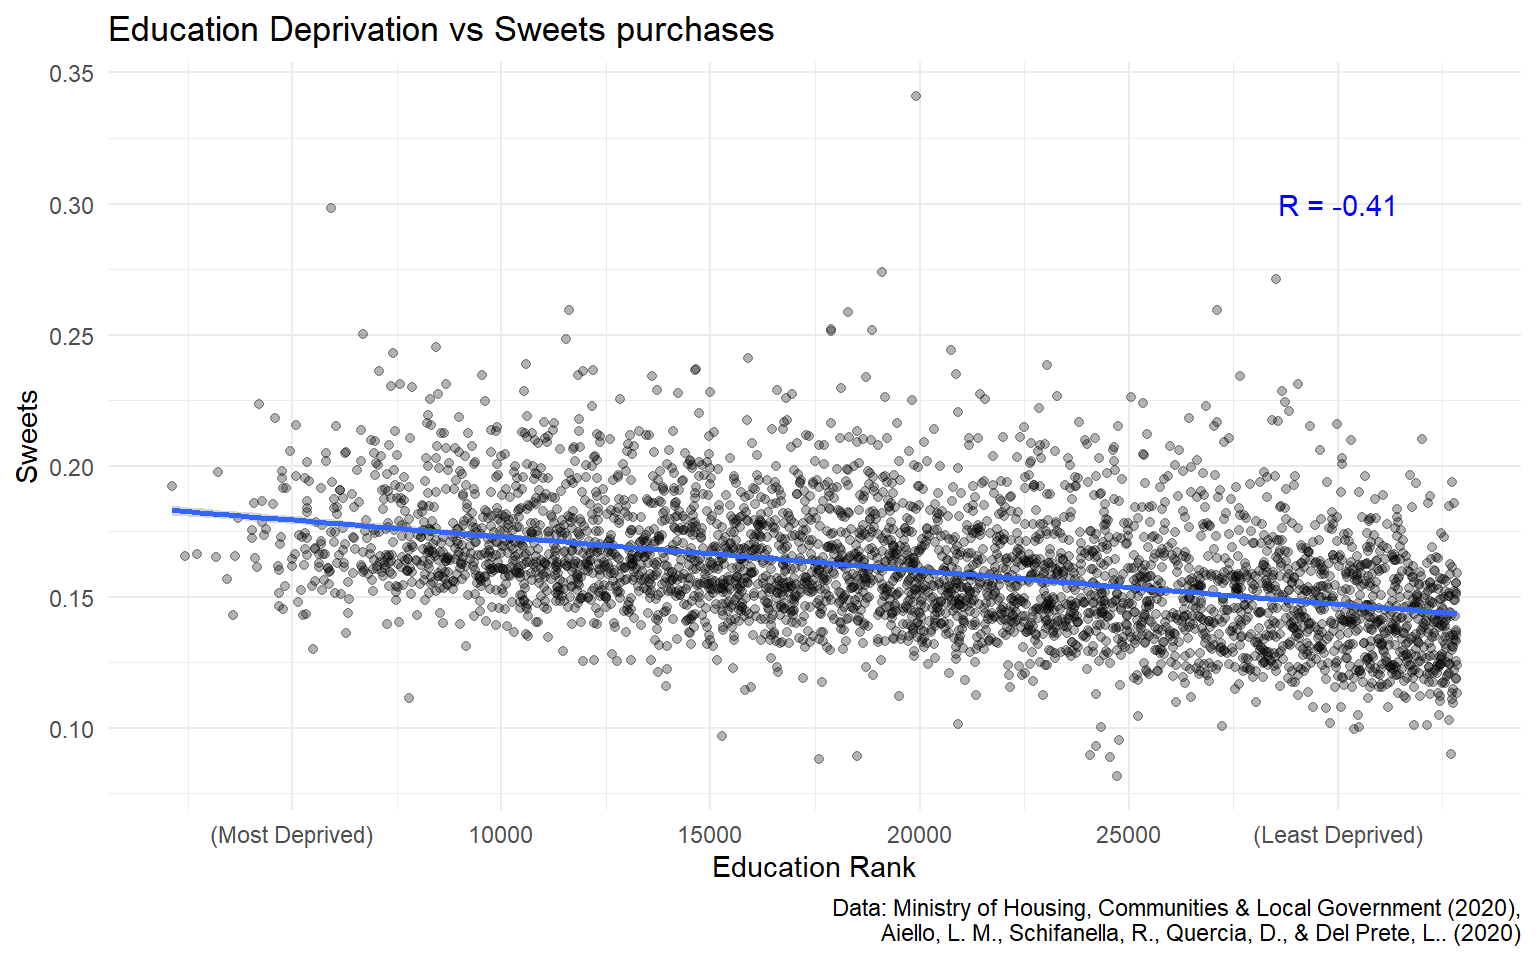 Education Deprivation vs Sweets purchases
0.35
0.30
0.25
0.20
0.15
0.10
Sweets
R = -0.41
(Most Deprived) 10000 15000 20000 25000 (Least Deprived)
Education Rank
Data: Ministry of Housing, Communities & Local Government (2020),
Aiello, L. M., Schifanella, R., Quercia, D., & Del Prete, L.. (2020)